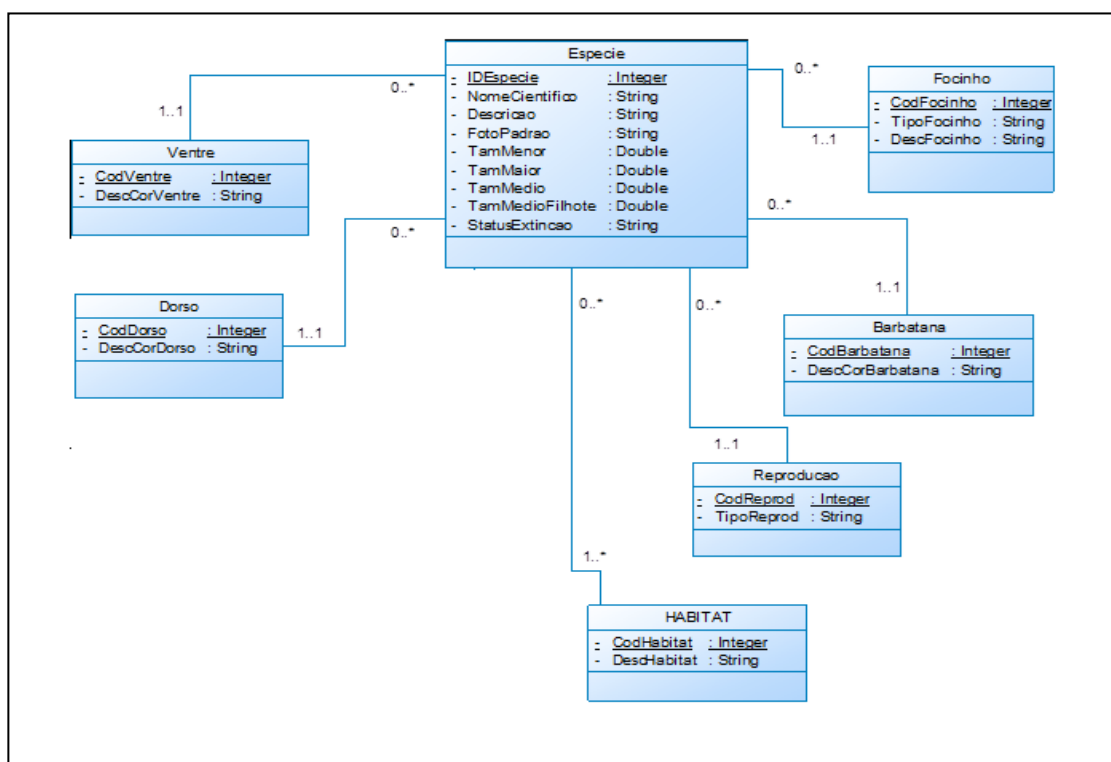 Especie
- IDEspecie : Integer
- NomeCientifico : String
- Descricao : String
- FotoPadrao : String
- TamMenor : Double
- TamMaior : Double
- TamMedio : Double
- TamMedioFilhote : Double
- StatusExtincao : String
0..*
1..1
Focinho
- CodFocinho : Integer
- TipoFocinho : String
- DescFocinho : String
0..*
1..1
Ventre
- CodVentre : Integer
- DescCorVentre : String
0..*
1..1
Dorso
- CodDorso : Integer
- DescCorDorso : String
0..*
1..1
Barbatana
- CodBarbatana : Integer
- DescCorBarbatana : String
0..*
1..1
Reproducao
- CodReprod : Integer
- TipoReprod : String
0..*
1..*
HABITAT
- CodHabitat : Integer
- DescHabitat : String